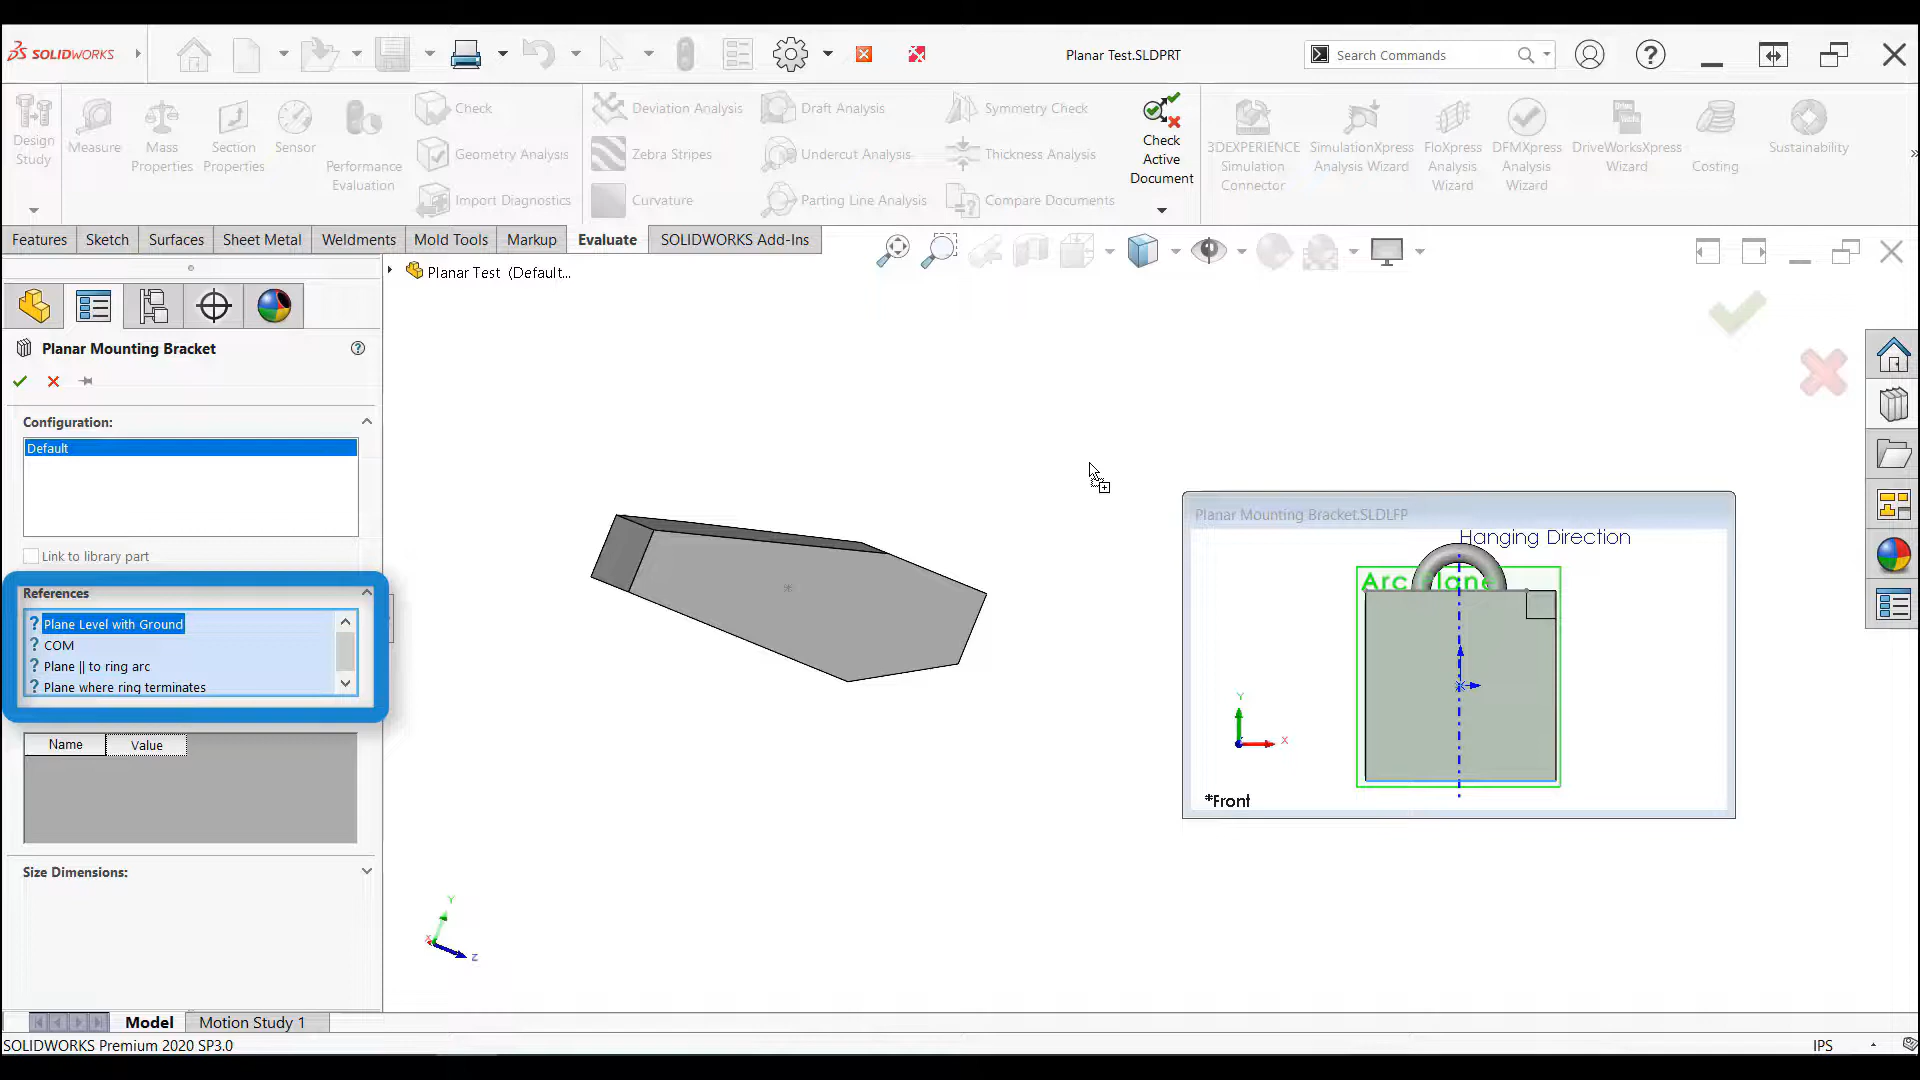 SOLIDWORKS
Planar Test.SLDPRT
Search Commands
Design
Study
Measure
Mass
Properties
Section
Properties
Sensor
Performance
Evaluation
Check
Geometry Analysis
Import Diagnostics
Deviation Analysis
Zebra Stripes
Curvature
Draft Analysis
Undercut Analysis
Parting Line Analysis
Symmetry Check
Thickness Analysis
Compare Documents
Check
Active
Document
3DEXPERIENCE
Simulation
Connector
SimulationXpress
Analysis Wizard
FloXpress
Analysis
Wizard
DFMXpress
Analysis
Wizard
DriveWorksXpress
Wizard
Costing
Sustainability
Features
Sketch
Surfaces
Sheet Metal
Weldments
Mold Tools
Markup
Evaluate
SOLIDWORKS Add-Ins
Planar Test (Default...
Planar Mounting Bracket
Configuration:
Default
Link to library part
References
? Plane Level with Ground
? COM
? Plane || to ring arc
? Plane where ring terminates
Name
Value
Size Dimensions:
Y
X
Z
Planar Mounting Bracket.SLDLFP
Hanging Direction
Arc Plane
Y
X
*Front
Model
Motion Study 1
SOLIDWORKS Premium 2020 SP3.0
IPS